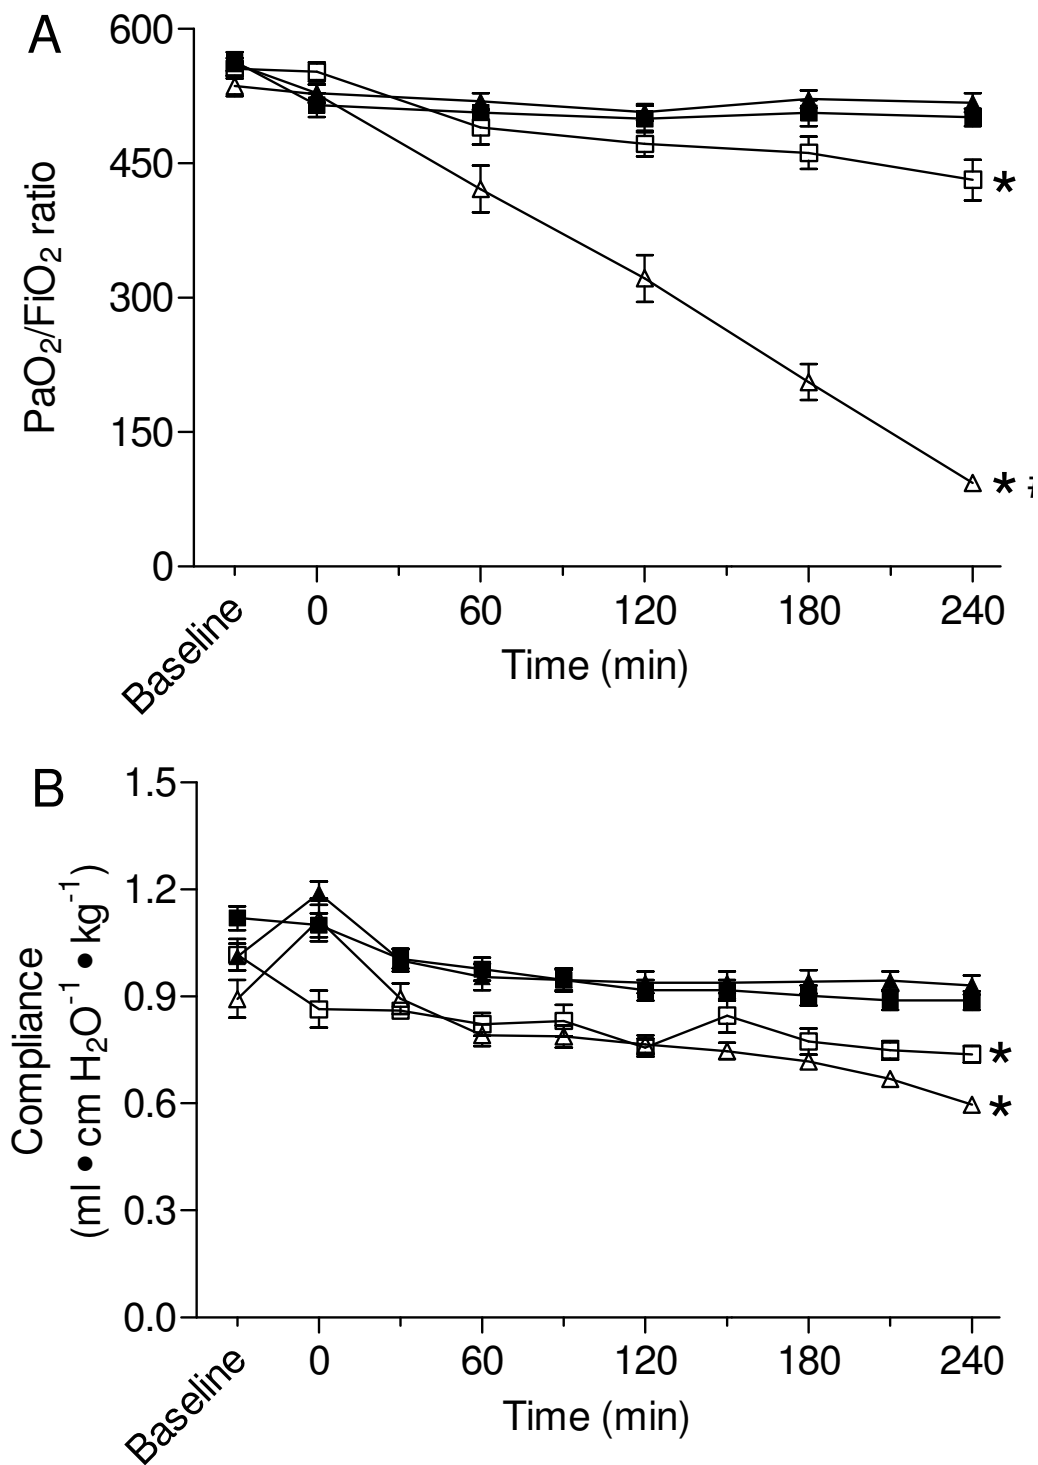 A
600
450
300
150
0
PaO2/FiO2 ratio
*
*
Baseline 0 60 120 180 240
Time (min)
B
1.5
1.2
0.9
0.6
0.3
0.0
Compliance
(ml•cm H2O-1•kg-1)
*
*
Baseline 0 60 120 180 240
Time (min)